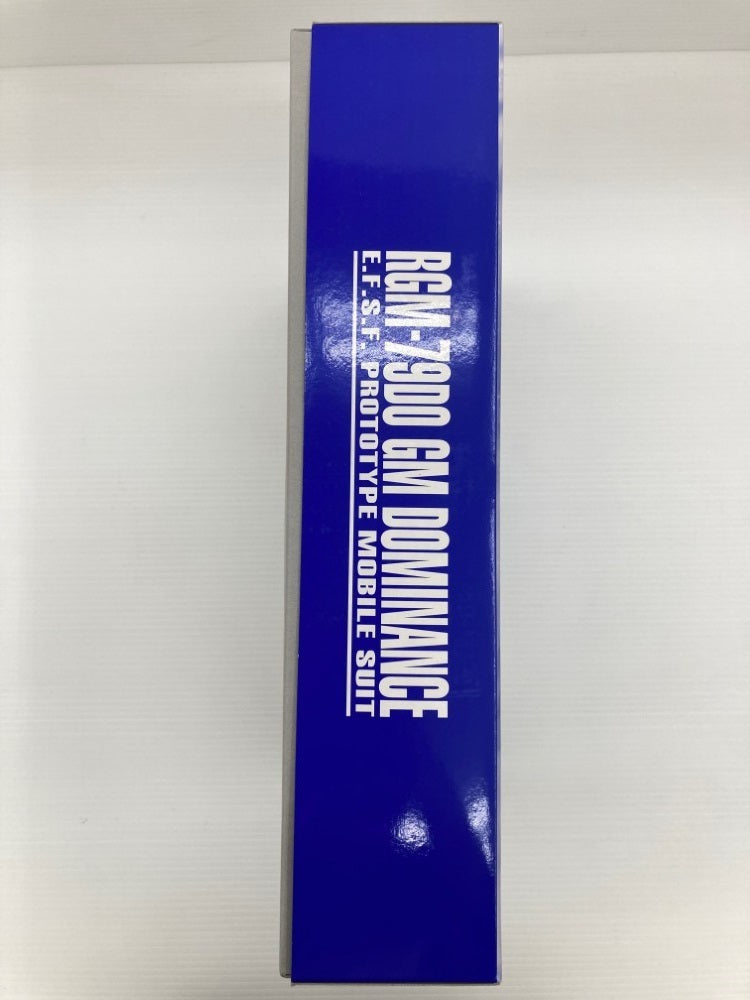 RGM-79DO GM DOMINANCE
E.F.S.F. PROTOTYPE MOBILE SUIT